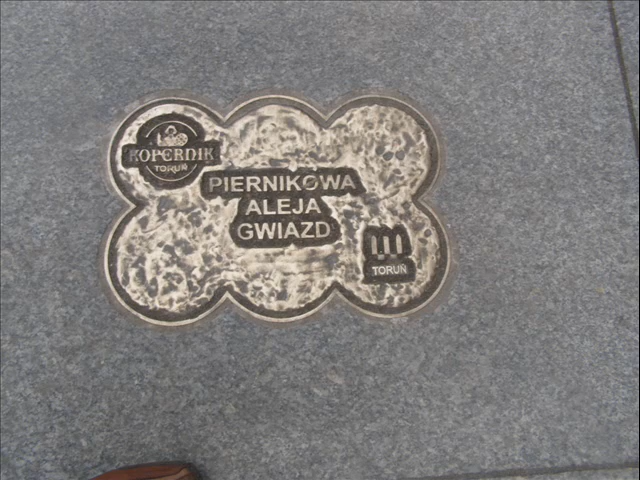 KOPERNIK
TORUŃ
PIERNIKOWA
ALEJA
GWIAZD
TORUŃ